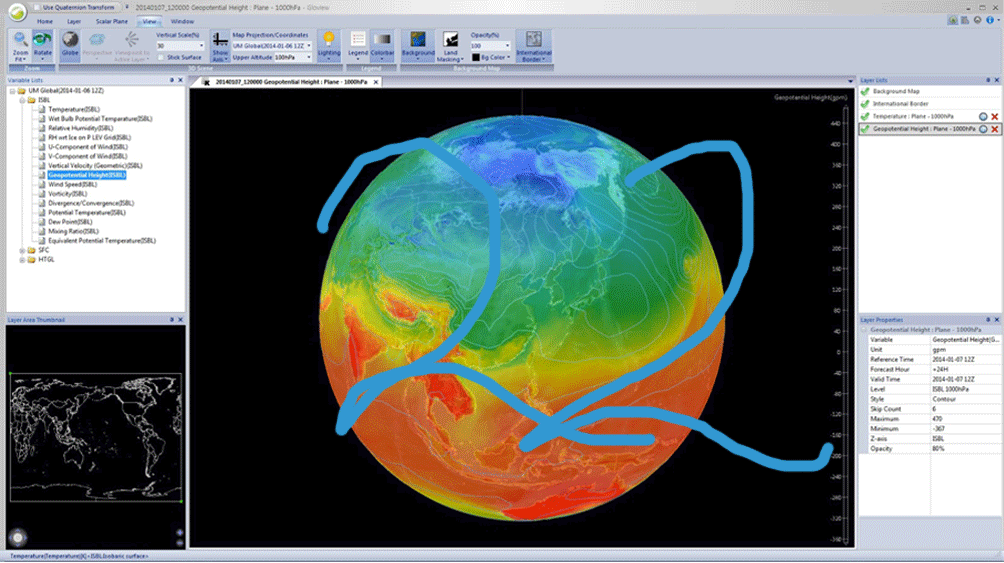 Use Quaternion Transform
20140107_120000 Geopotential Height : Plane - 1000hPa - Gloview
Home Layer Scalar Plane View Window
Zoom Fit Rotate Globe Perspective
Zoom
Vertical Scale(%)
30
Stick Surface
Show Axis
Map Projection/Coordinates
UM Global(2014-01-06 12Z)
Upper Altitude 100hPa
3D Scene
Lighting
Legend Colorbar
Legend
Background Land Masking
Opacity(%)
100
Bg Color
International Border
Background Map
Variable Lists
UM Global(2014-01-06 12Z)
ISBL
Temperature(ISBL)
Wet Bulb Potential Temperature(ISBL)
Relative Humidity(ISBL)
RH wrt Ice on P LEV Grid(ISBL)
U-Component of Wind(ISBL)
V-Component of Wind(ISBL)
Vertical Velocity (Geometric)(ISBL)
Geopotential Height(ISBL)
Wind Speed(ISBL)
Vorticity(ISBL)
Divergence/Convergence(ISBL)
Potential Temperature(ISBL)
Dew Point(ISBL)
Mixing Ratio(ISBL)
Equivalent Potential Temperature(ISBL)
SFC
HTGL
Layer Area Thumbnail
20140107_120000 Geopotential Height : Plane - 1000hPa
Geopotential Height(gpm)
440
400
360
320
280
240
200
160
120
80
40
0
-40
-80
-120
-160
-200
-240
-280
-320
-360
Layer Lists
Background Map
International Border
Temperature : Plane - 1000hPa
Geopotential Height : Plane - 1000hPa
Layer Properties
Geopotential Height : Plane - 1000hPa
Variable Geopotential Height(G...
Unit gpm
Reference Time 2014-01-07 12Z
Forecast Hour +24H
Valid Time 2014-01-07 12Z
Level ISBL 1000hPa
Style Contour
Skip Count 6
Maximum 470
Minimum -367
Z-axis ISBL
Opacity 80%
Temperature(Temperature)[K]-ISBL(Isobaric surface)